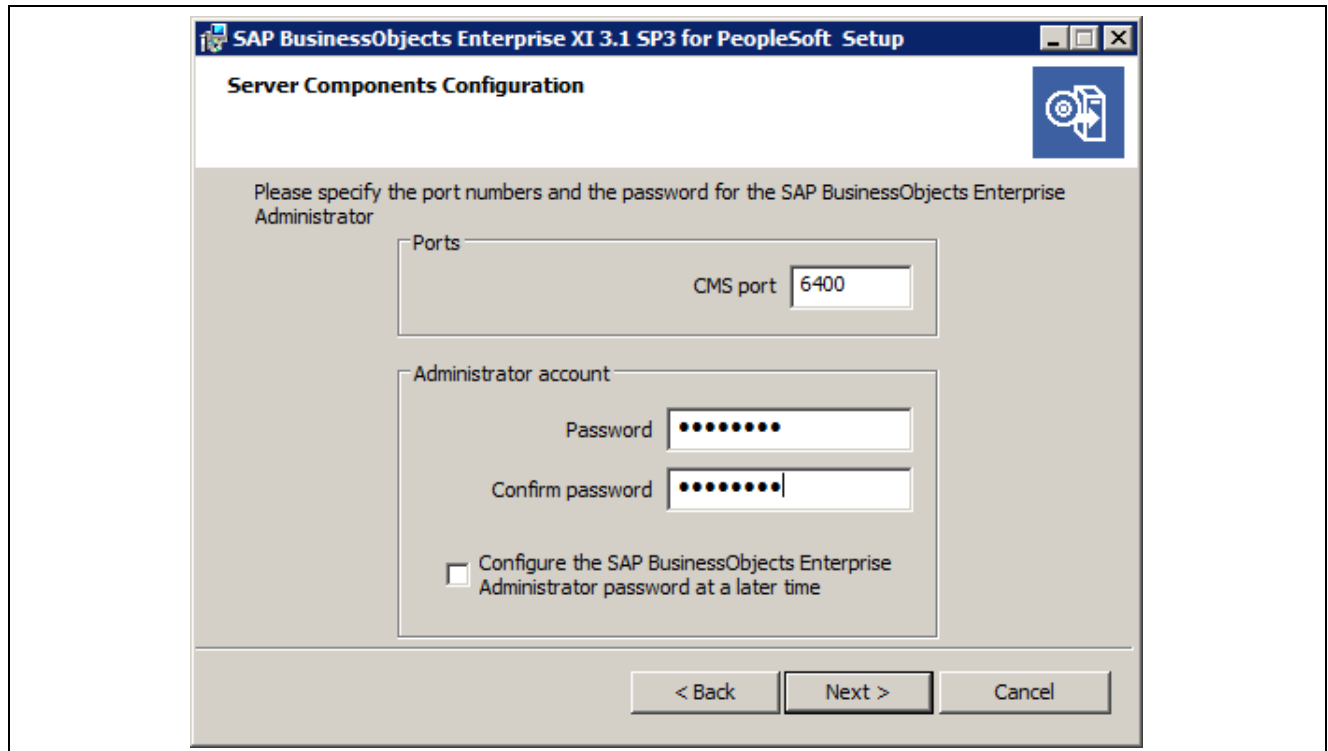 SAP BusinessObjects Enterprise XI 3.1 SP3 for PeopleSoft Setup
Server Components Configuration
Please specify the port numbers and the password for the SAP BusinessObjects Enterprise
Administrator
Ports
CMS port 6400
Administrator account
Password ••••••••
Confirm password ••••••••
Configure the SAP BusinessObjects Enterprise
Administrator password at a later time
< Back Next > Cancel